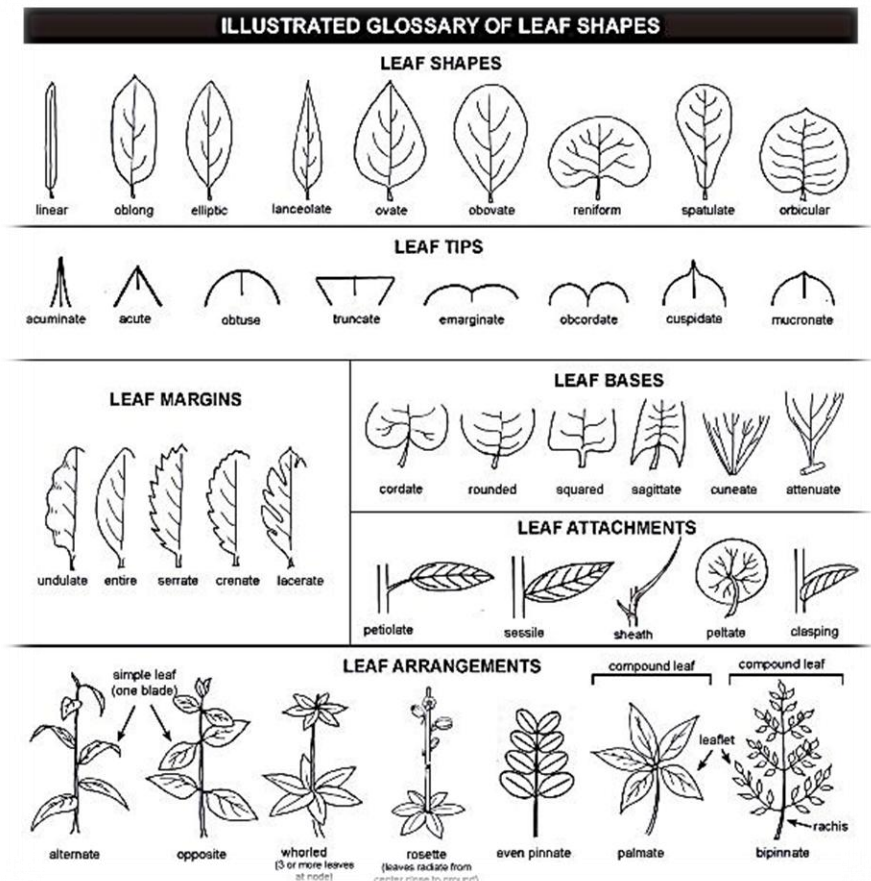 ILLUSTRATED GLOSSARY OF LEAF SHAPES
LEAF SHAPES
linear oblong elliptic lanceolate ovate obovate reniform spatulate orbicular
LEAF TIPS
acuminate acute obtuse truncate emarginate obcordate cuspidate mucronate
LEAF MARGINS
undulate entire serrate crenate lacerate
LEAF BASES
cordate rounded squared sagittate cuneate attenuate
LEAF ATTACHMENTS
petiolate sessile sheath peltate clasping
LEAF ARRANGEMENTS
simple leaf
(one blade)
compound leaf compound leaf
leaflet
rachis
alternate opposite whorled rosette even pinnate palmate bipinnate
(3 or more leaves
at node)
(leaves radiate from
center close to ground)